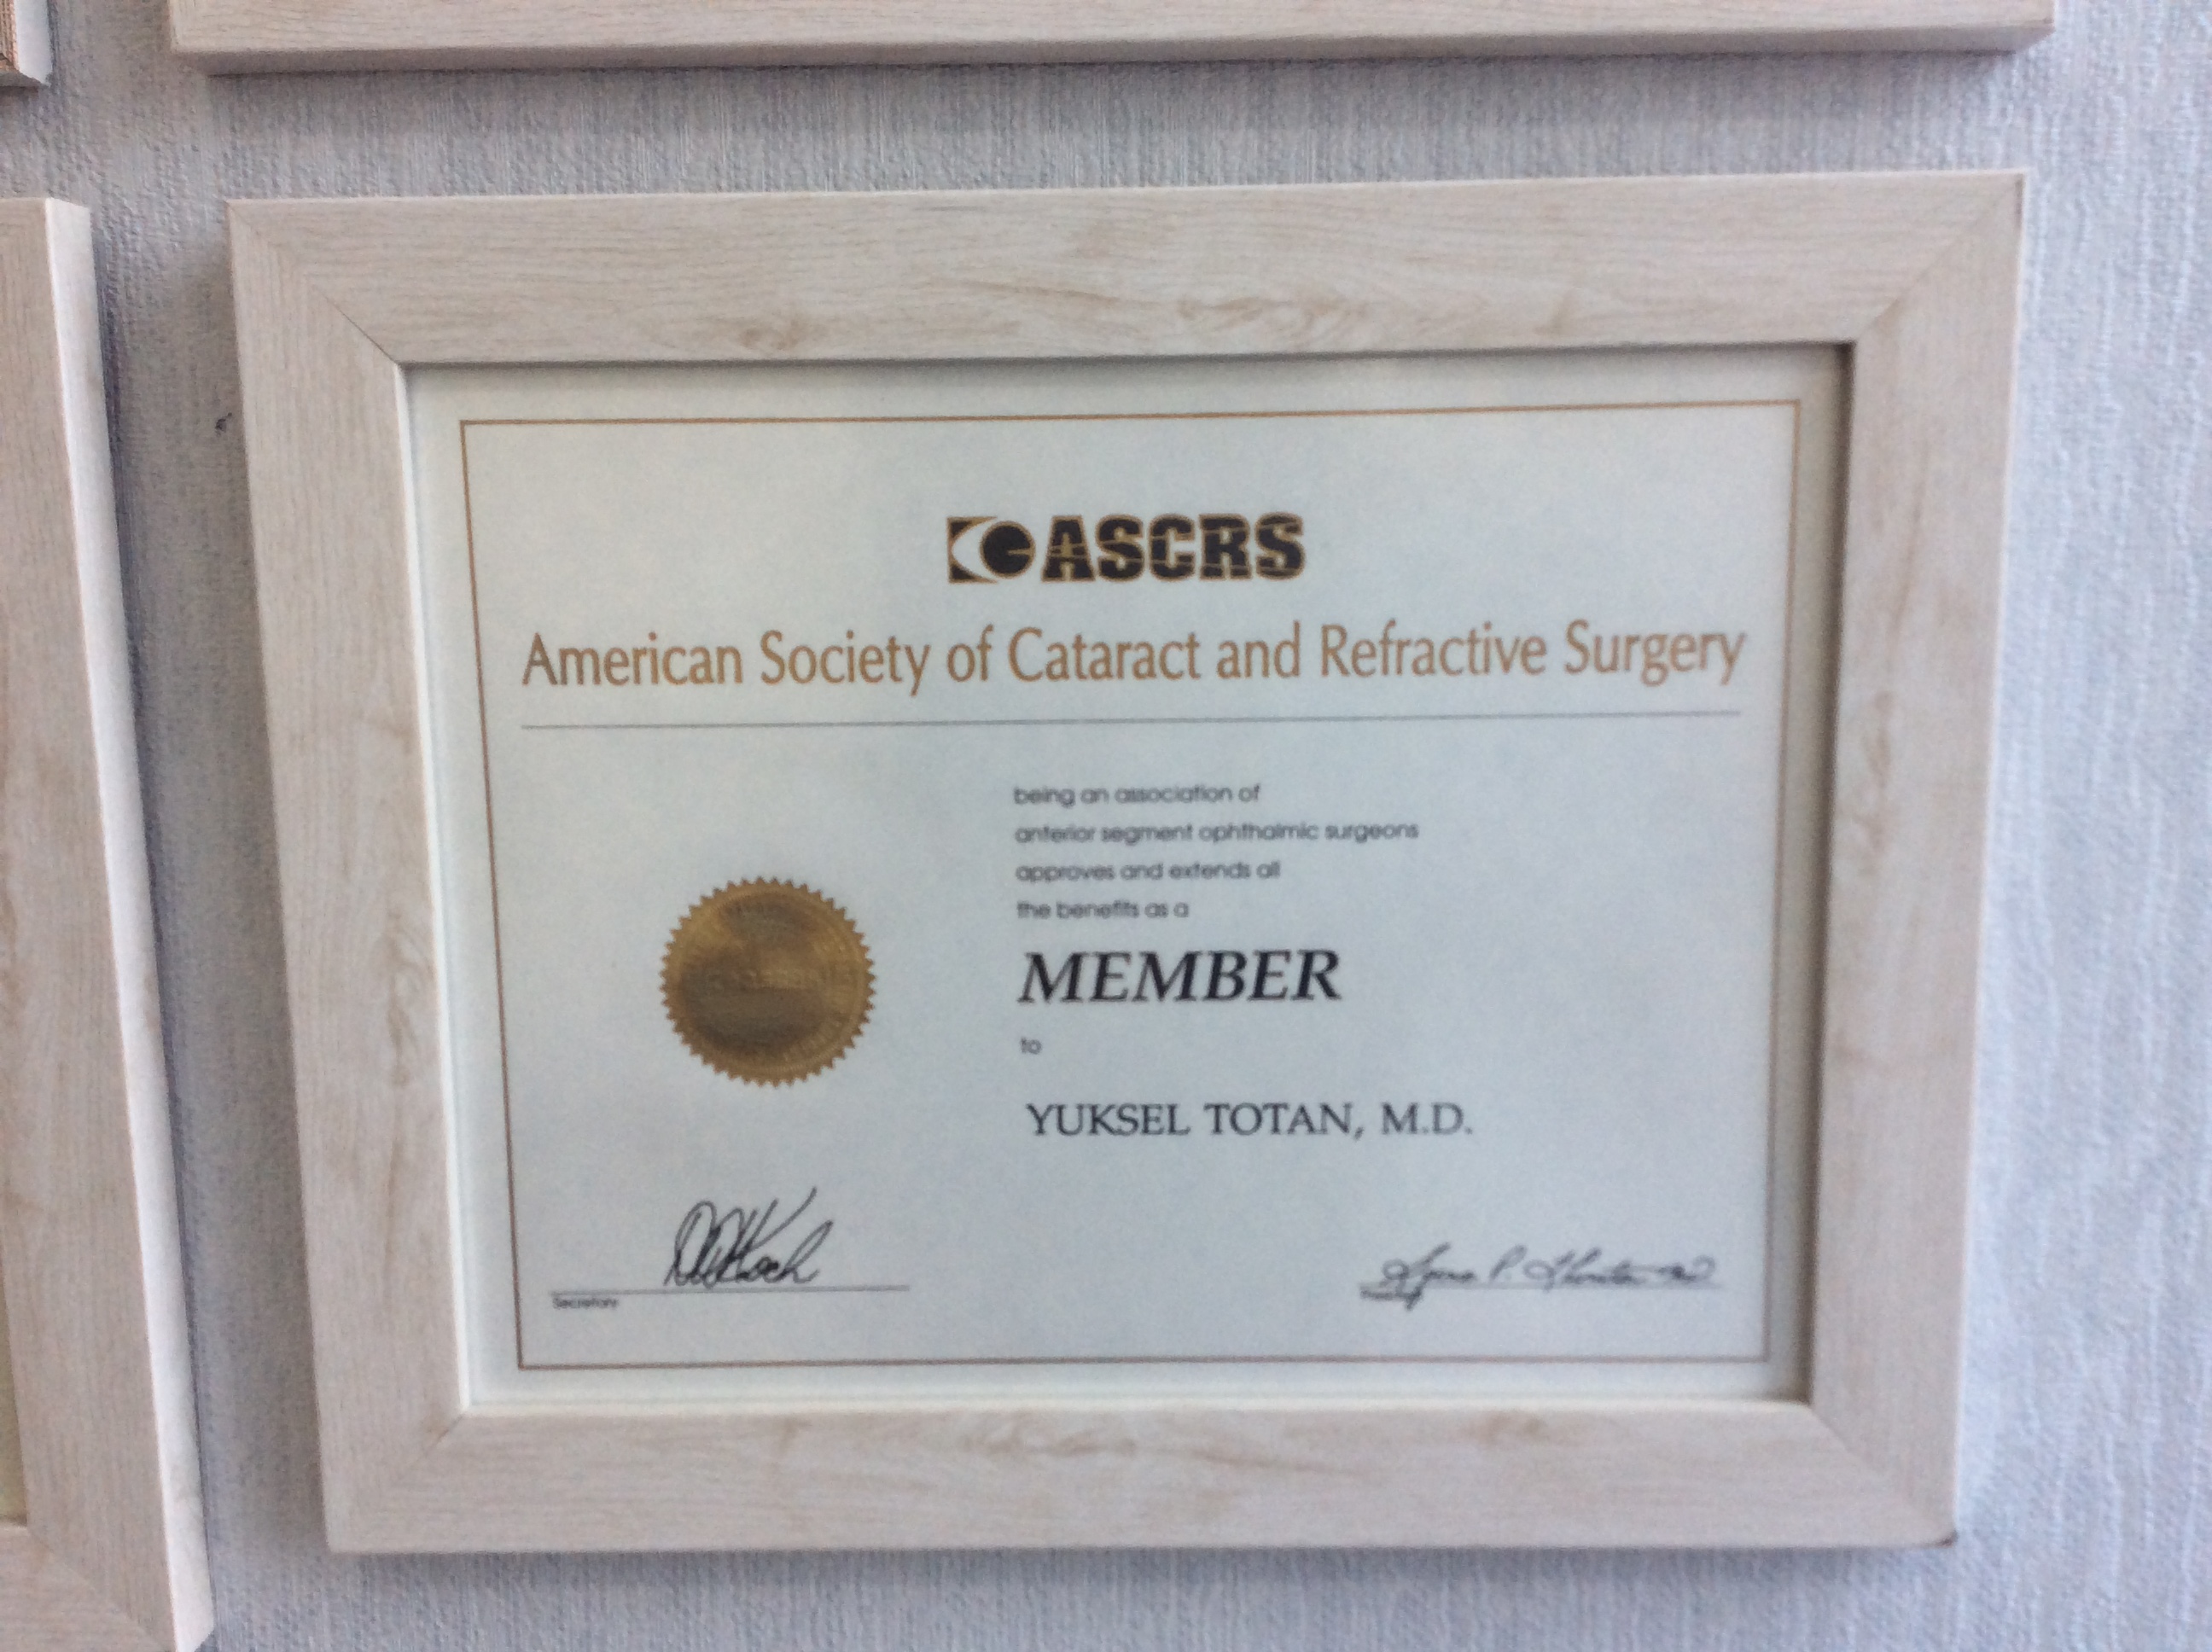 ASCRS
American Society of Cataract and Refractive Surgery
being an association of
anterior segment ophthalmic surgeons
approves and extends all
the benefits as a
MEMBER
to
YUKSEL TOTAN, M.D.
Secretary